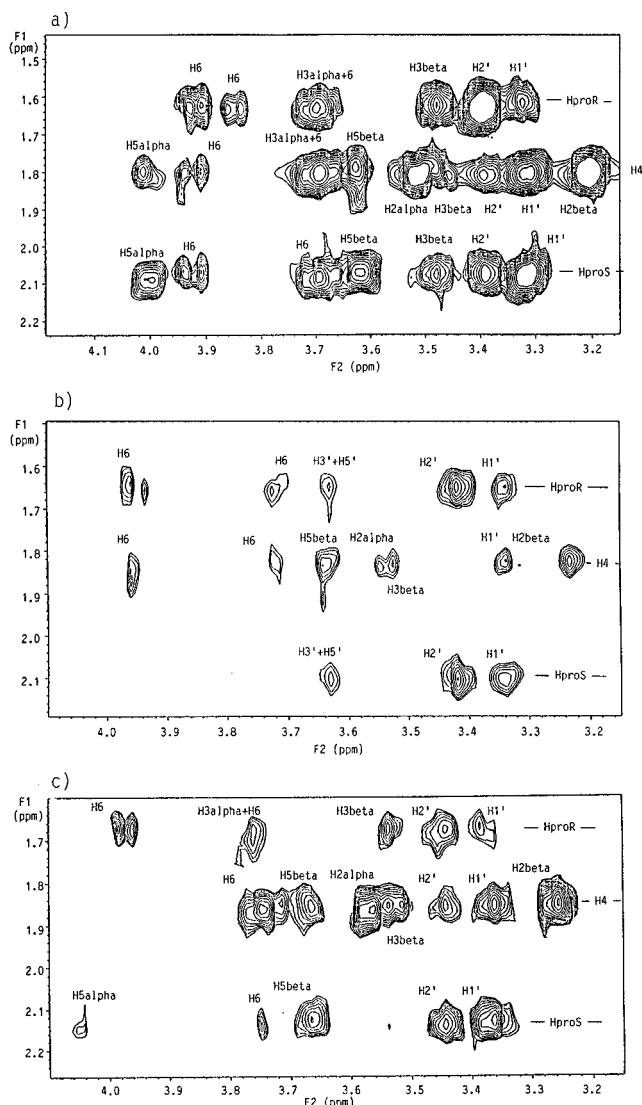 a)
F1
(ppm)
H6
H6
H3alpha+6
H3beta
H2'
H1'
1.5
1.6
HproR
1.7
H5alpha
H6
H3alpha+6
H5beta
1.8
H4
1.9
H2alpha
H3beta
H2'
H1'
H2beta
2.0
H5alpha
H6
H6
H5beta
H3beta
H2'
H1'
HproS
2.1
2.2
4.1 4.0 3.9 3.8 3.7 3.6 3.5 3.4 3.3 3.2
F2 (ppm)
b)
F1
(ppm)
H6
H6
H3'+H5'
H2'
H1'
1.6
HproR
1.7
H6
H6
H5beta
H2alpha
H1'
H2beta
1.8
H4
H3beta
1.9
2.0
H3'+H5'
H2'
H1'
2.1
HproS
4.0 3.9 3.8 3.7 3.6 3.5 3.4 3.3 3.2
F2 (ppm)
c)
F1
(ppm)
H6
H3alpha+H6
H3beta
H2'
H1'
1.6
HproR
1.7
H6
H5beta
H2alpha
H2'
H1'
H2beta
1.8
H4
1.9
H3beta
2.0
H5alpha
H6
H5beta
H2'
H1'
2.1
HproS
2.2
4.0 3.9 3.8 3.7 3.6 3.5 3.4 3.3 3.2
F2 (ppm)